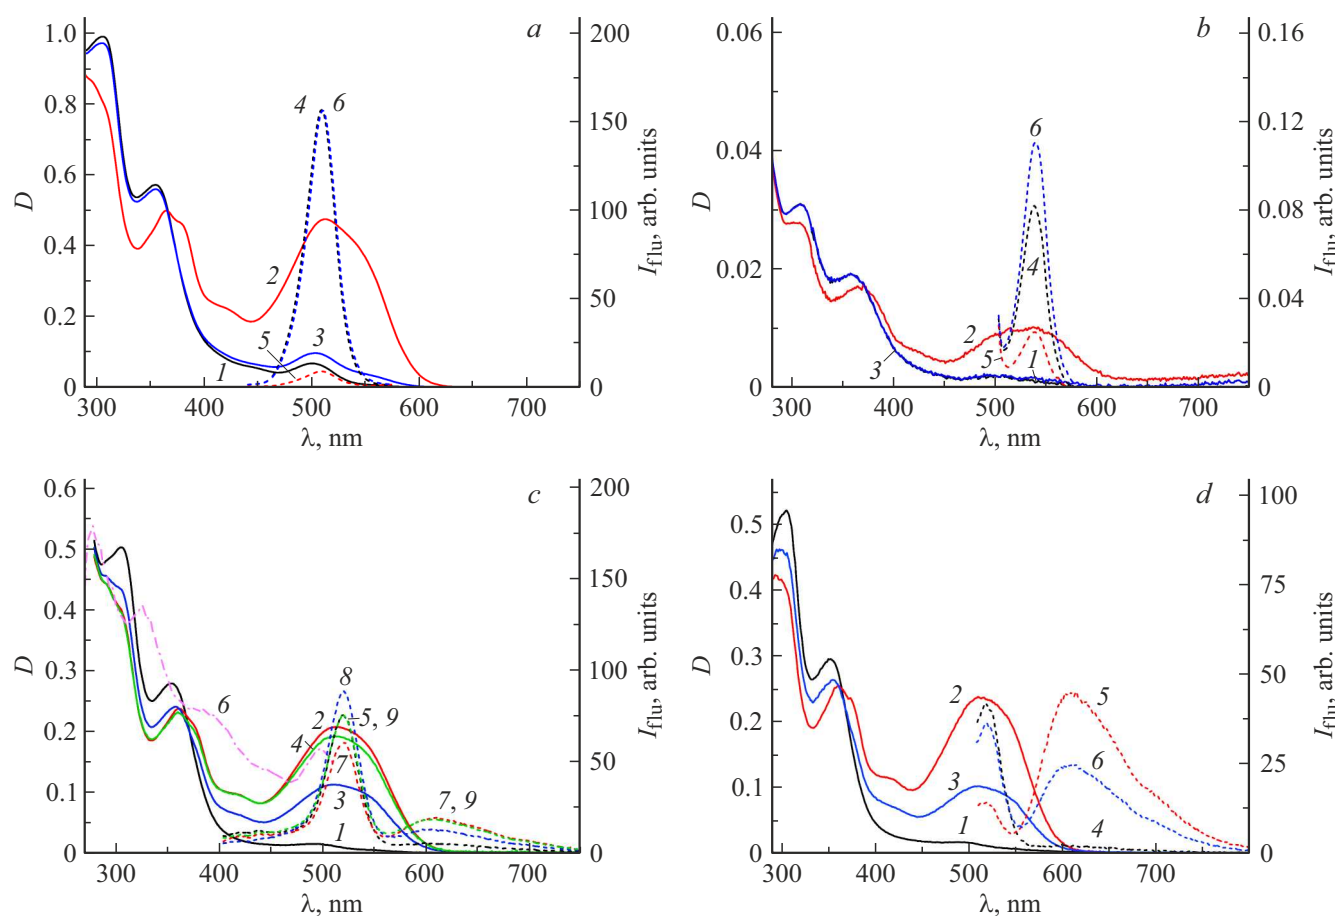 a
1.0
0.8
0.6
0.4
0.2
0
D
200
150
100
50
0
I_flu, arb. units
4 6
2
5 3
1
300 400 500 600 700
λ, nm
b
0.06
0.04
0.02
0
D
0.16
0.12
0.08
0.04
0
I_flu, arb. units
6
4
2
3 5 1
300 400 500 600 700
λ, nm
c
0.6
0.5
0.4
0.3
0.2
0.1
0
D
200
150
100
50
0
I_flu, arb. units
6 8
2 5, 9
4
7
3 7, 9
1
300 400 500 600 700
λ, nm
d
0.5
0.4
0.3
0.2
0.1
0
D
100
75
50
25
0
I_flu, arb. units
2 5
3 6
1 4
300 400 500 600 700
λ, nm